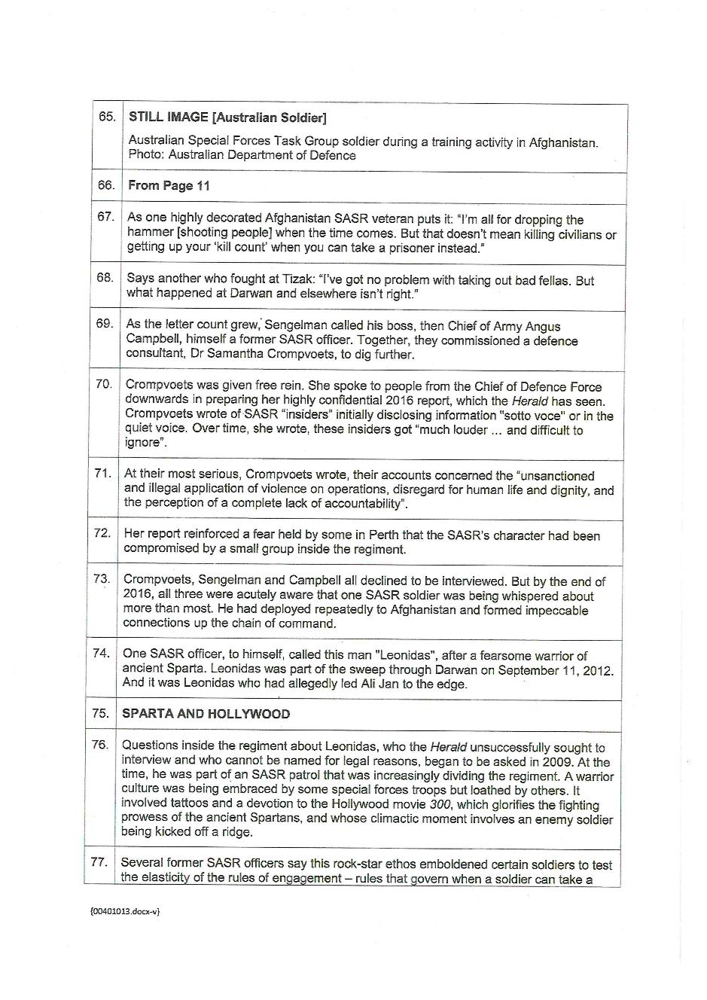 65. STILL IMAGE [Australian Soldier]
Australian Special Forces Task Group soldier during a training activity in Afghanistan.
Photo: Australian Department of Defence
66. From Page 11
67. As one highly decorated Afghanistan SASR veteran puts it: "I'm all for dropping the
hammer [shooting people] when the time comes. But that doesn't mean killing civilians or
getting up your 'kill count' when you can take a prisoner instead."
68. Says another who fought at Tizak: "I've got no problem with taking out bad fellas. But
what happened at Darwan and elsewhere isn't right."
69. As the letter count grew, Sengelman called his boss, then Chief of Army Angus
Campbell, himself a former SASR officer. Together, they commissioned a defence
consultant, Dr Samantha Crompvoets, to dig further.
70. Crompvoets was given free rein. She spoke to people from the Chief of Defence Force
downwards in preparing her highly confidential 2016 report, which the Herald has seen.
Crompvoets wrote of SASR "insiders" initially disclosing information "sotto voce" or in the
quiet voice. Over time, she wrote, these insiders got "much louder ... and difficult to
ignore".
71. At their most serious, Crompvoets wrote, their accounts concerned the "unsanctioned
and illegal application of violence on operations, disregard for human life and dignity, and
the perception of a complete lack of accountability".
72. Her report reinforced a fear held by some in Perth that the SASR's character had been
compromised by a small group inside the regiment.
73. Crompvoets, Sengelman and Campbell all declined to be interviewed. But by the end of
2016, all three were acutely aware that one SASR soldier was being whispered about
more than most. He had deployed repeatedly to Afghanistan and formed impeccable
connections up the chain of command.
74. One SASR officer, to himself, called this man "Leonidas", after a fearsome warrior of
ancient Sparta. Leonidas was part of the sweep through Darwan on September 11, 2012.
And it was Leonidas who had allegedly led Ali Jan to the edge.
75. SPARTA AND HOLLYWOOD
76. Questions inside the regiment about Leonidas, who the Herald unsuccessfully sought to
interview and who cannot be named for legal reasons, began to be asked in 2009. At the
time, he was part of an SASR patrol that was increasingly dividing the regiment. A warrior
culture was being embraced by some special forces troops but loathed by others. It
involved tattoos and a devotion to the Hollywood movie 300, which glorifies the fighting
prowess of the ancient Spartans, and whose climactic moment involves an enemy soldier
being kicked off a ridge.
77. Several former SASR officers say this rock-star ethos emboldened certain soldiers to test
the elasticity of the rules of engagement – rules that govern when a soldier can take a
{00401013.docx-v}